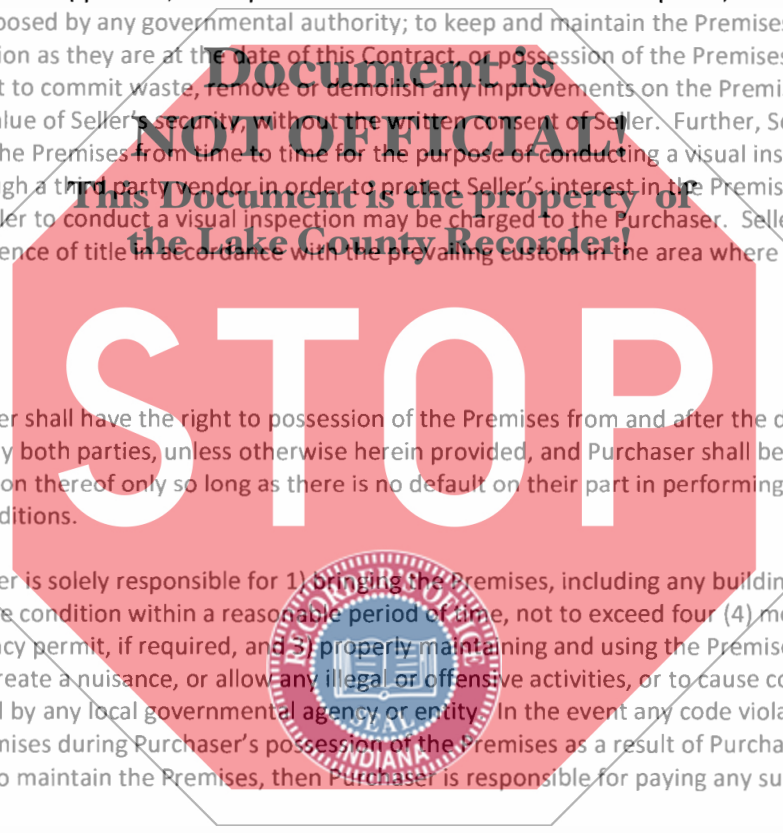 posed by any governmental authority; to keep and maintain the Premises
ion as they are at the date of this Contract, or possession of the Premises
Document is
t to commit waste, remove or demolish any improvements on the Premi
lue of Seller's security, without the written consent of Seller. Further, Se
NOT OFFICIAL!
he Premises from time to time for the purpose of conducting a visual ins
gh a third party vendor in order to protect Seller's interest in the Premis
This Document is the property of
ler to conduct a visual inspection may be charged to the Purchaser. Selle
the Lake County Recorder!
ence of title in accordance with the prevailing custom in the area where
STOP
er shall have the right to possession of the Premises from and after the d
y both parties, unless otherwise herein provided, and Purchaser shall be
on thereof only so long as there is no default on their part in performing
ditions.
er is solely responsible for 1) bringing the Premises, including any buildin
e condition within a reasonable period of time, not to exceed four (4) mo
cy permit, if required, and 3) properly maintaining and using the Premise
reate a nuisance, or allow any illegal or offensive activities, or to cause co
l by any local governmental agency or entity. In the event any code viola
mises during Purchaser's possession of the Premises as a result of Purcha
o maintain the Premises, then Purchaser is responsible for paying any su
RECORDER'S OFFICE
SEAL
INDIANA